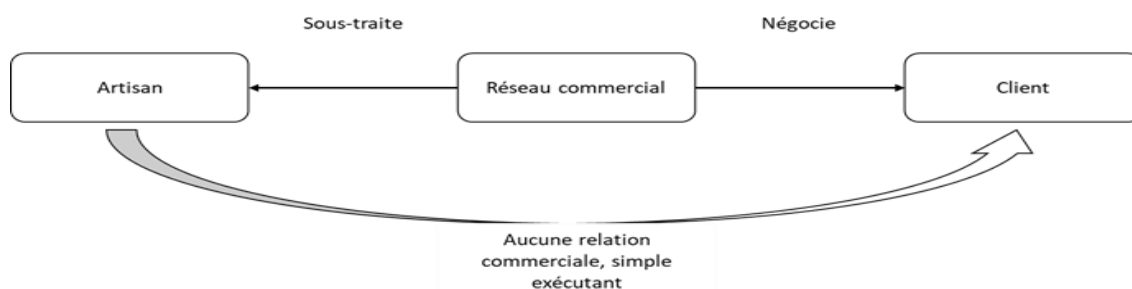 Sous-traite
Négocie
Artisan
Réseau commercial
Client
Aucune relation
commerciale, simple
exécutant